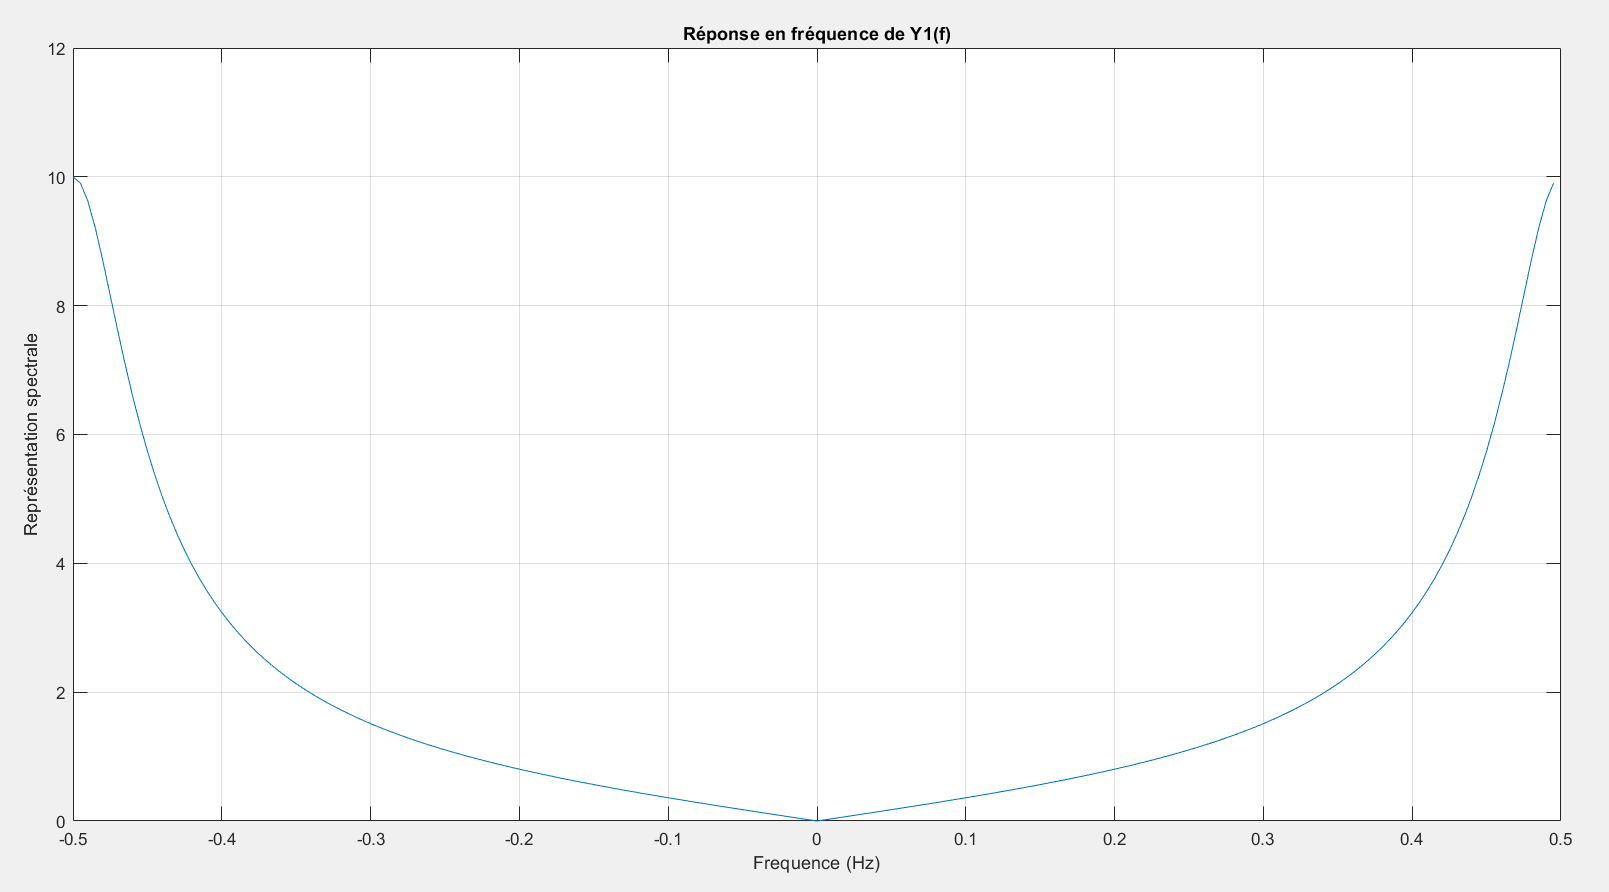 Réponse en fréquence de Y1(f)
12
10
8
6
4
2
0
Représentation spectrale
-0.5 -0.4 -0.3 -0.2 -0.1 0 0.1 0.2 0.3 0.4 0.5
Frequence (Hz)